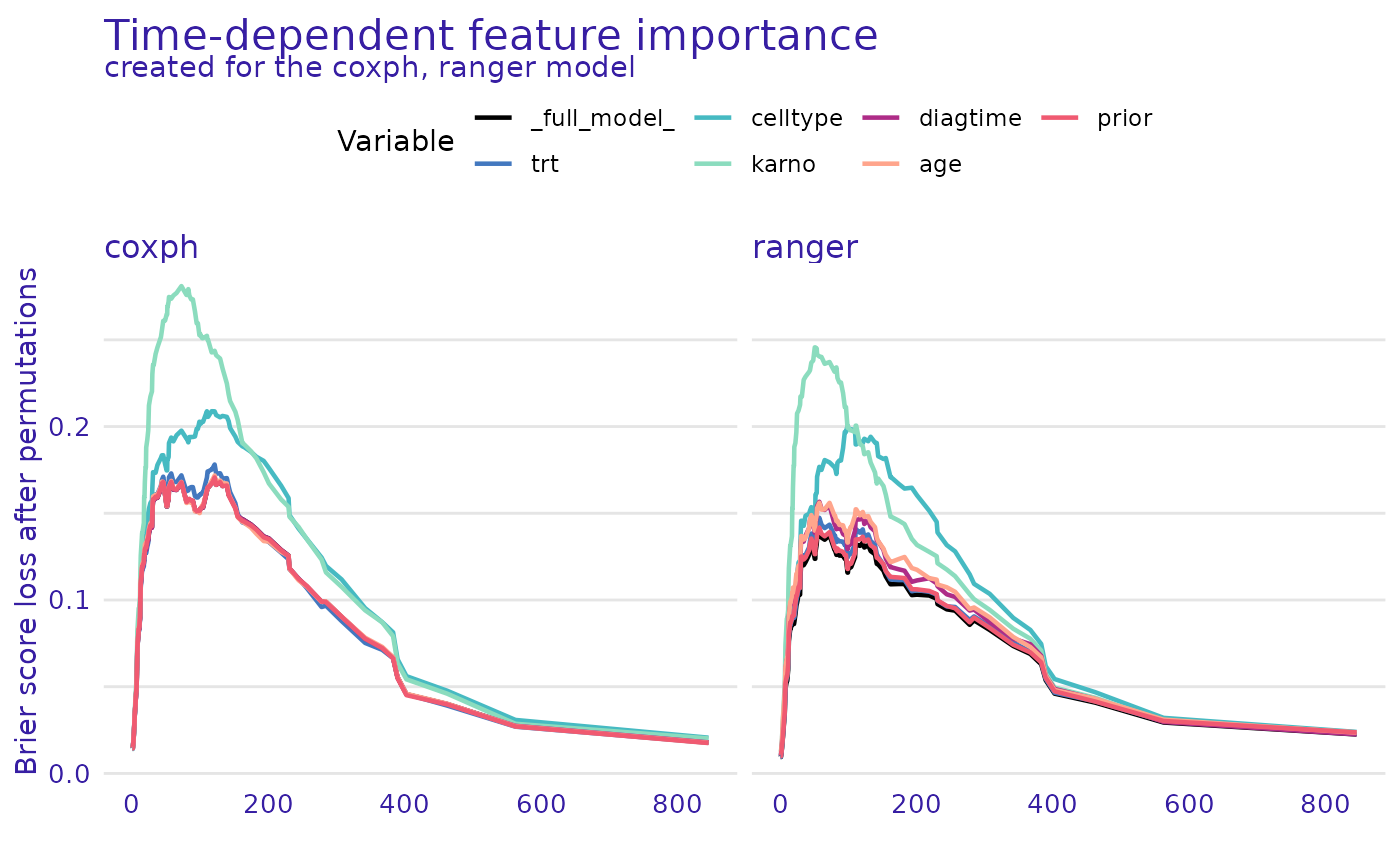 Time-dependent feature importance
created for the coxph, ranger model
Variable
_full_model_ celltype diagtime prior
trt karno age
coxph ranger
Brier score loss after permutations
0.2
0.1
0.0
0 200 400 600 800 0 200 400 600 800